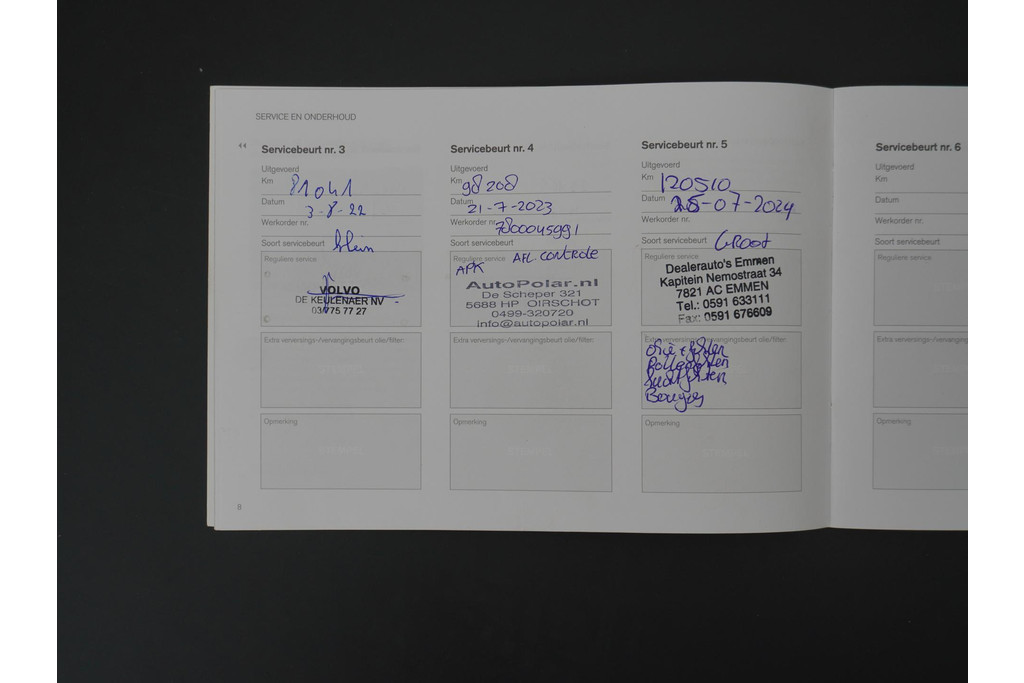 SERVICE EN ONDERHOUD
Servicebeurt nr. 3
Uitgevoerd
Km 81041
Datum 3-8-22
Werkorder nr.
Soort servicebeurt klein
Reguliere service
VOLVO
DE KEULENAER NV
03/775 77 27
Extra verversings-/vervangingsbeurt olie/filter:
Opmerking
8
Servicebeurt nr. 4
Uitgevoerd
Km 98208
Datum 21-7-2023
Werkorder nr. 7800045991
Soort servicebeurt
Reguliere service AFL controle
APK
AutoPolar.nl
De Scheper 321
5688 HP OIRSCHOT
0499-320720
info@autopolar.nl
Extra verversings-/vervangingsbeurt olie/filter:
Opmerking
Servicebeurt nr. 5
Uitgevoerd
Km 120510
Datum 25-07-2024
Werkorder nr.
Soort servicebeurt GROOT
Reguliere service
Dealerauto's Emmen
Kapitein Nemostraat 34
7821 AC EMMEN
Tel.: 0591 633111
Fax: 0591 676609
Extra verversings-/vervangingsbeurt olie/filter:
Olie + filter
Pollenfilter
Luchtfilter
Bougies
Opmerking
Servicebeurt nr. 6
Uitgevoerd
Km
Datum
Werkorder nr.
Soort servicebeurt
Reguliere service
Extra verversings-/vervanging
Opmerking